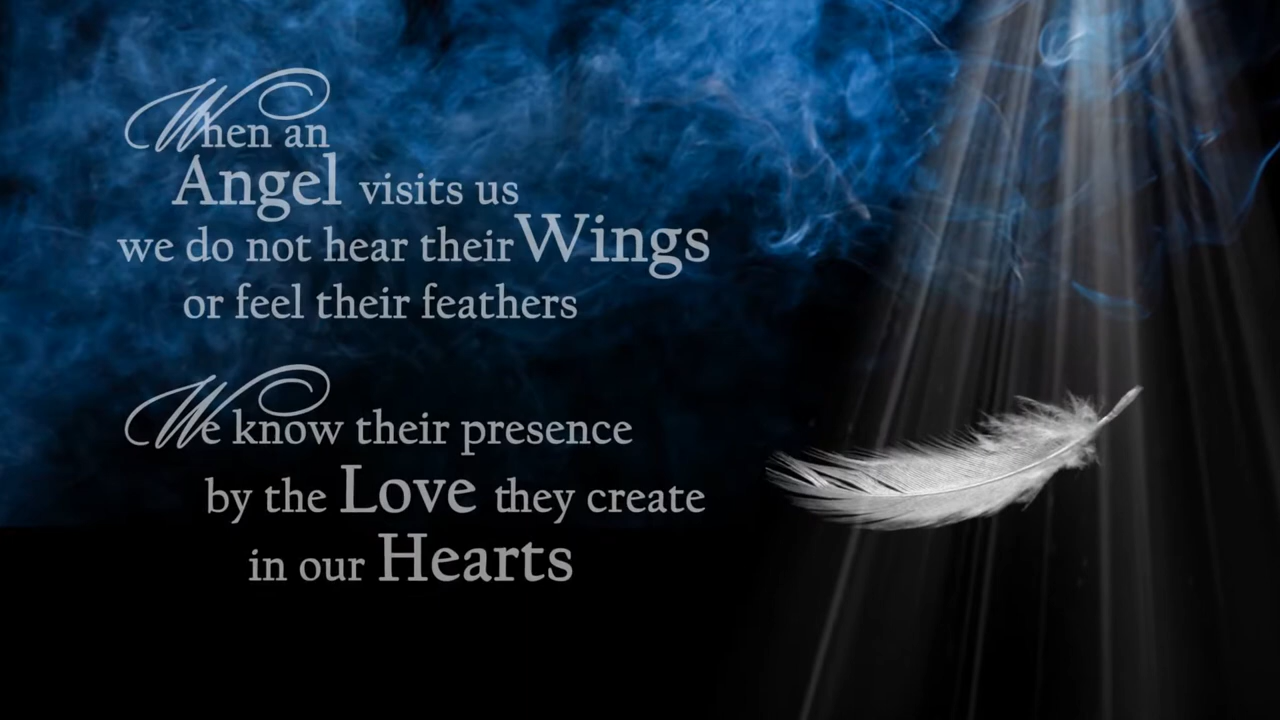 When an
Angel visits us
we do not hear their Wings
or feel their feathers
We know their presence
by the Love they create
in our Hearts